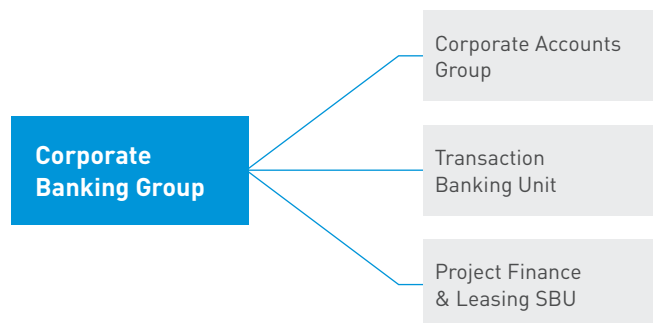 Corporate
Banking Group
Corporate Accounts
Group
Transaction
Banking Unit
Project Finance
& Leasing SBU